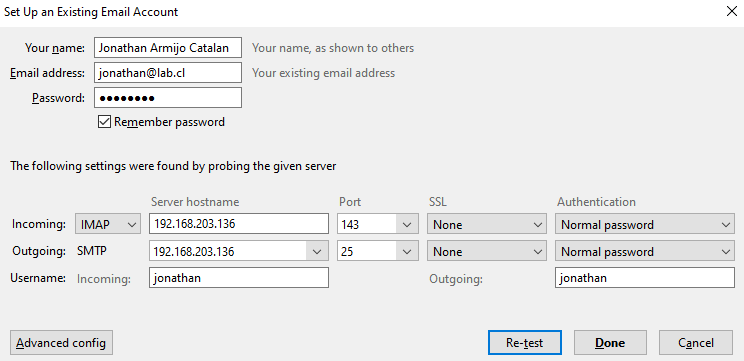 Set Up an Existing Email Account
Your name: Jonathan Armijo Catalan Your name, as shown to others
Email address: jonathan@lab.cl Your existing email address
Password: ●●●●●●●●
Remember password
The following settings were found by probing the given server
Server hostname Port SSL Authentication
Incoming: IMAP 192.168.203.136 143 None Normal password
Outgoing: SMTP 192.168.203.136 25 None Normal password
Username: Incoming: jonathan Outgoing: jonathan
Advanced config Re-test Done Cancel